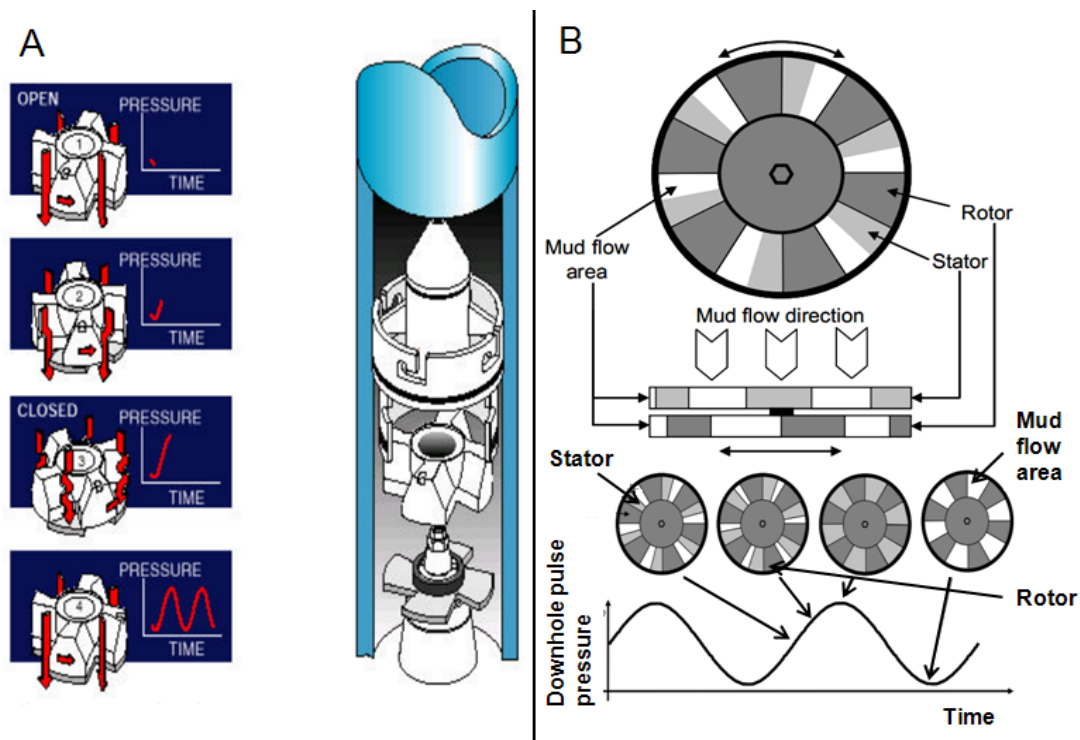 A
OPEN
PRESSURE
1
TIME
PRESSURE
2
TIME
CLOSED
PRESSURE
3
TIME
PRESSURE
4
TIME
B
Rotor
Mud flow
area
Stator
Mud flow direction
Mud
flow
area
Stator
Rotor
Downhole pulse
pressure
Time